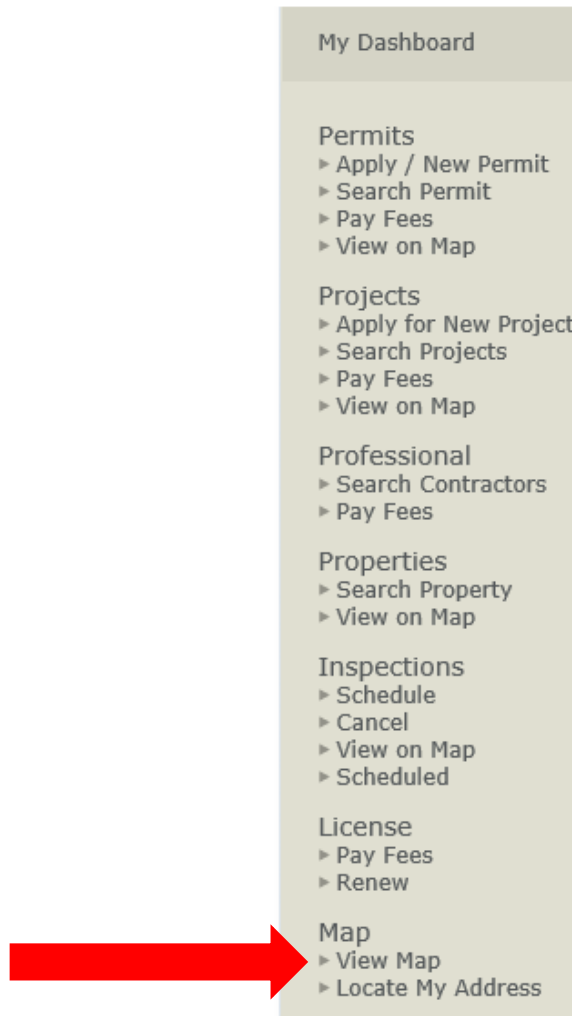 My Dashboard
Permits
Apply / New Permit
Search Permit
Pay Fees
View on Map
Projects
Apply for New Project
Search Projects
Pay Fees
View on Map
Professional
Search Contractors
Pay Fees
Properties
Search Property
View on Map
Inspections
Schedule
Cancel
View on Map
Scheduled
License
Pay Fees
Renew
Map
View Map
Locate My Address